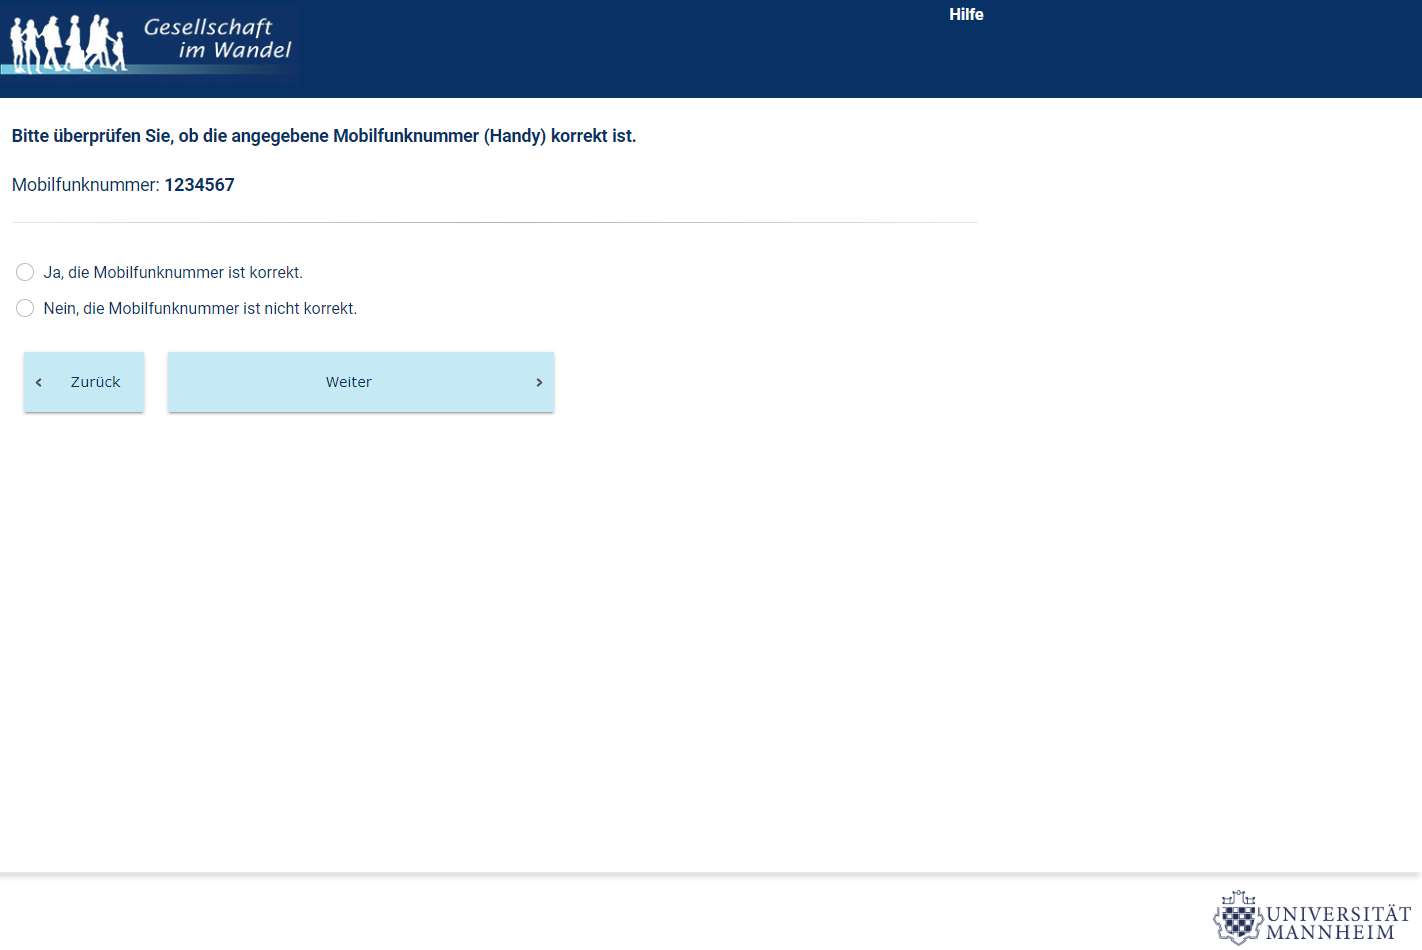 Gesellschaft
im Wandel
Hilfe
Bitte überprüfen Sie, ob die angegebene Mobilfunknummer (Handy) korrekt ist.
Mobilfunknummer: 1234567
Ja, die Mobilfunknummer ist korrekt.
Nein, die Mobilfunknummer ist nicht korrekt.
‹ Zurück
Weiter ›
UNIVERSITÄT
MANNHEIM